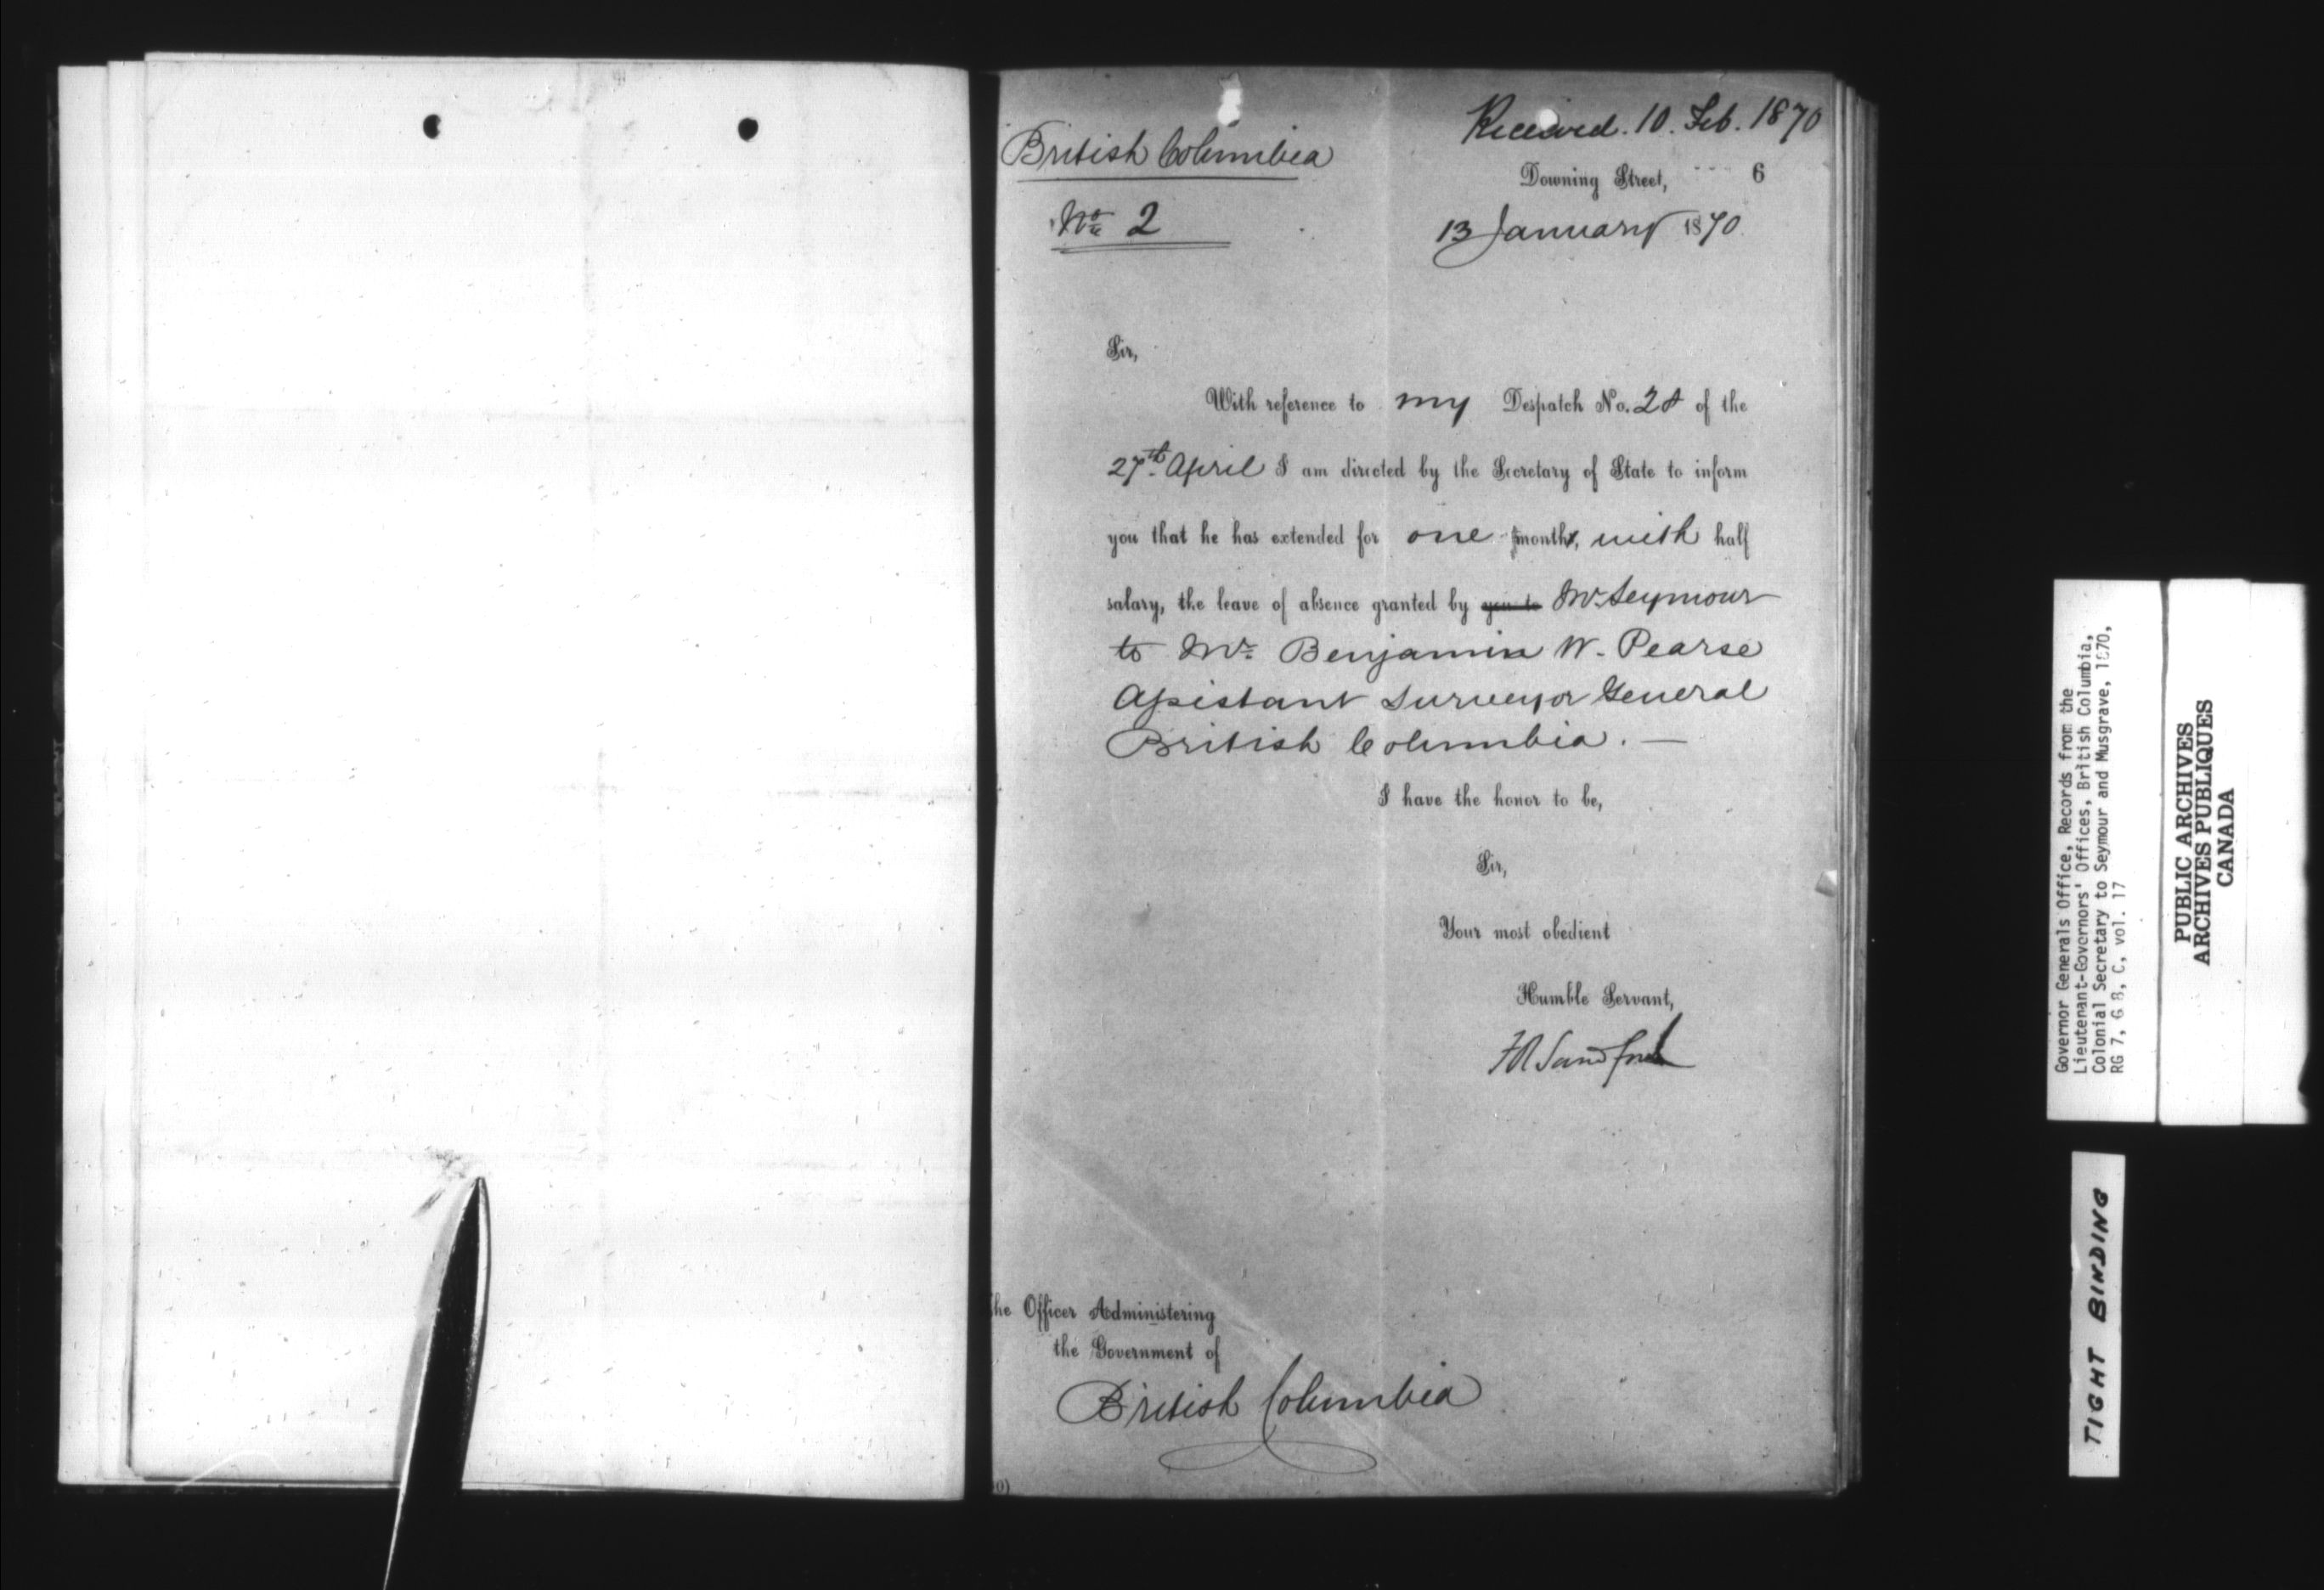 Received. 10. Feb. 1870
British Columbia
Downing Street, 6
No. 2
13 January 1870
Sir,
With reference to my Despatch No. 28 of the
27th April I am directed by the Secretary of State to inform
you that he has extended for one months, with half
salary, the leave of absence granted by you to Mr. Seymour
to Mr. Benjamin W. Pearse
Assistant Surveyor General
British Columbia. —
I have the honor to be,
Sir,
Your most obedient
Humble Servant,
FRSandford
The Officer Administering
the Government of
British Columbia
Governor Generals Office, Records from the
Lieutenant-Governors' Offices, British Columbia,
Colonial Secretary to Seymour and Musgrave, 1870,
RG 7, G 8, C, vol. 17
PUBLIC ARCHIVES
ARCHIVES PUBLIQUES
CANADA
TIGHT BINDING